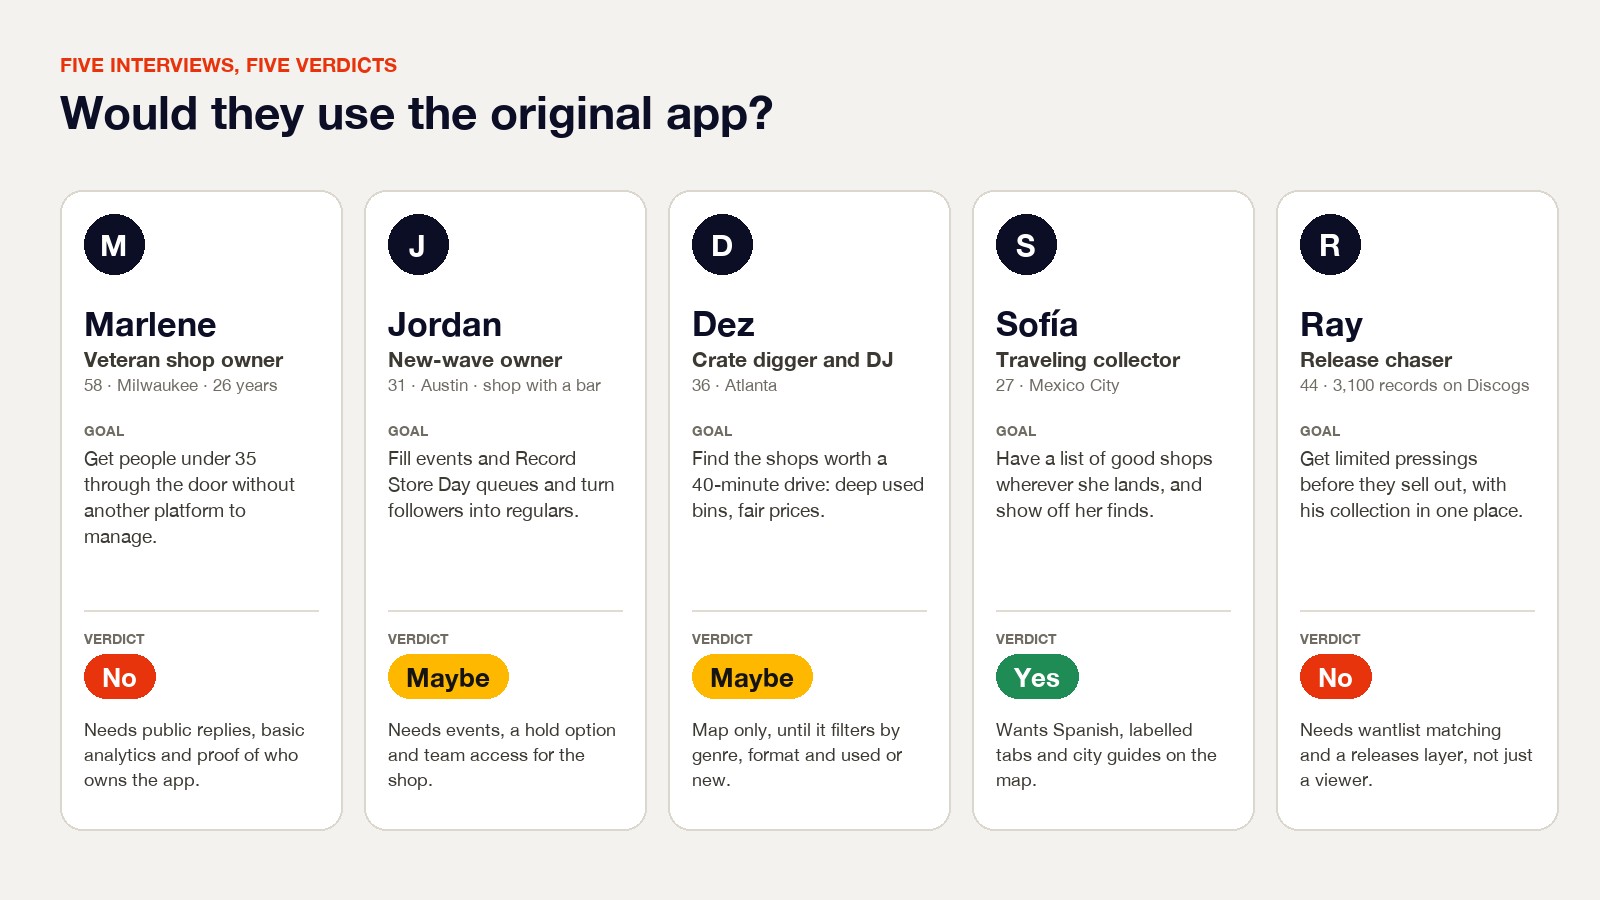 FIVE INTERVIEWS, FIVE VERDICTS
Would they use the original app?
M
Marlene
Veteran shop owner
58 · Milwaukee · 26 years
GOAL
Get people under 35
through the door without
another platform to
manage.
VERDICT
No
Needs public replies, basic
analytics and proof of who
owns the app.
J
Jordan
New-wave owner
31 · Austin · shop with a bar
GOAL
Fill events and Record
Store Day queues and turn
followers into regulars.
VERDICT
Maybe
Needs events, a hold option
and team access for the
shop.
D
Dez
Crate digger and DJ
36 · Atlanta
GOAL
Find the shops worth a
40-minute drive: deep used
bins, fair prices.
VERDICT
Maybe
Map only, until it filters by
genre, format and used or
new.
S
Sofía
Traveling collector
27 · Mexico City
GOAL
Have a list of good shops
wherever she lands, and
show off her finds.
VERDICT
Yes
Wants Spanish, labelled
tabs and city guides on the
map.
R
Ray
Release chaser
44 · 3,100 records on Discogs
GOAL
Get limited pressings
before they sell out, with
his collection in one place.
VERDICT
No
Needs wantlist matching
and a releases layer, not just
a viewer.